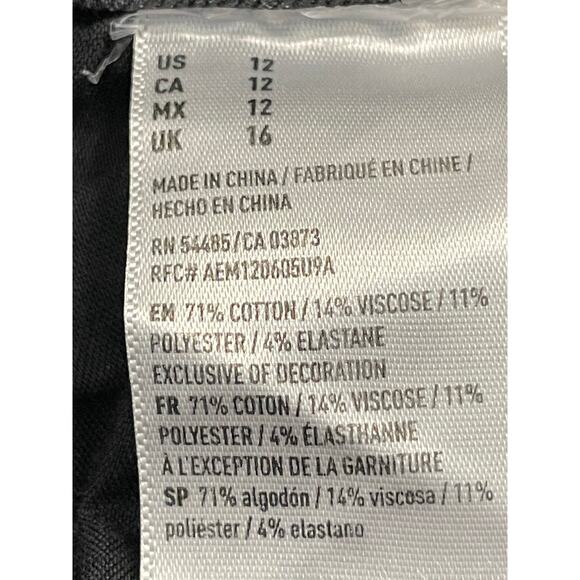 US 12
CA 12
MX 12
UK 16
MADE IN CHINA / FABRIQUÉ EN CHINE /
HECHO EN CHINA
RN 54485/CA 03873
RFC# AEM120605U9A
EM 71% COTTON / 14% VISCOSE / 11%
POLYESTER / 4% ELASTANE
EXCLUSIVE OF DECORATION
FR 71% COTON / 14% VISCOSE / 11%
POLYESTER / 4% ÉLASTHANNE
À L'EXCEPTION DE LA GARNITURE
SP 71% algodón / 14% viscosa / 11%
poliéster / 4% elastano